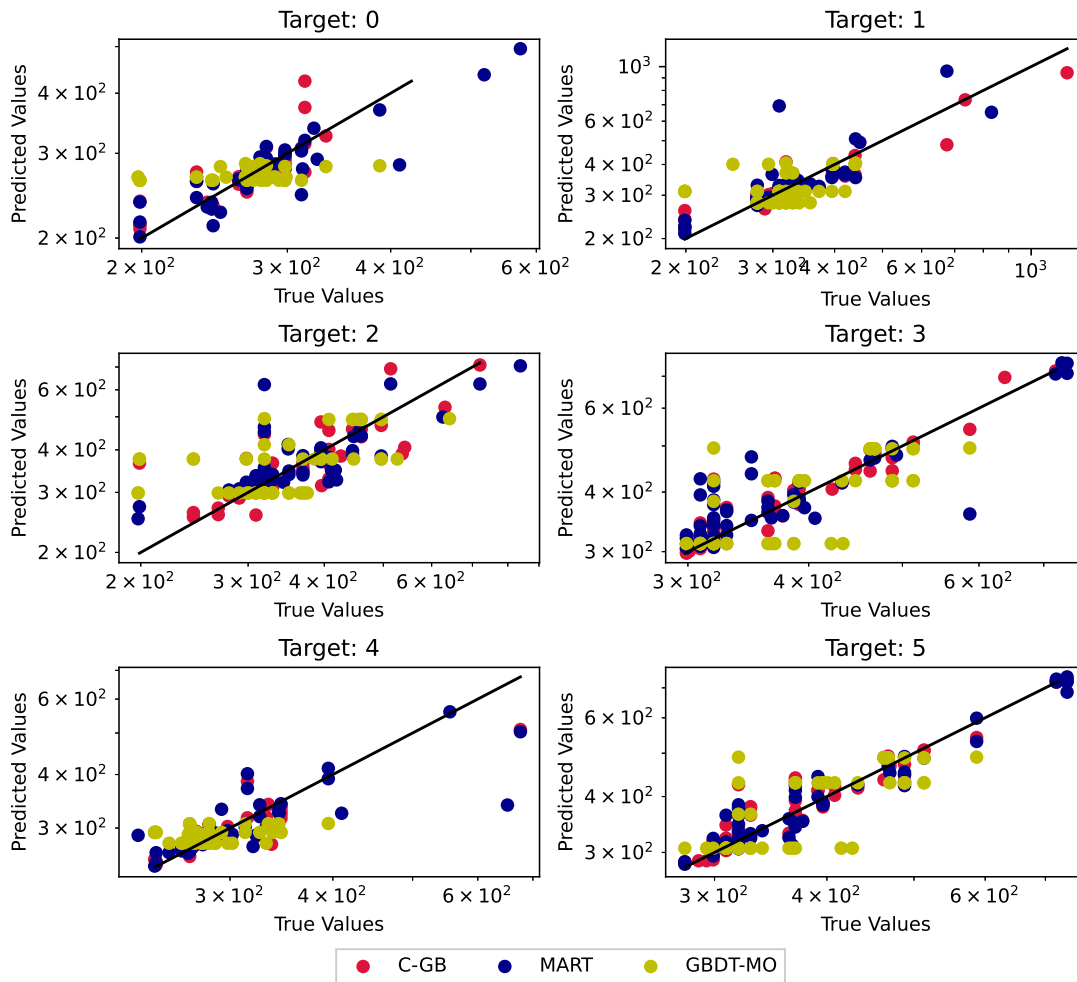 Target: 0
Predicted Values
4 × 10²
3 × 10²
2 × 10²
2 × 10² 3 × 10² 4 × 10² 6 × 10²
True Values
Target: 1
Predicted Values
10³
6 × 10²
4 × 10²
3 × 10²
2 × 10²
2 × 10² 3 × 10² 4 × 10² 6 × 10² 10³
True Values
Target: 2
Predicted Values
6 × 10²
4 × 10²
3 × 10²
2 × 10²
2 × 10² 3 × 10² 4 × 10² 6 × 10²
True Values
Target: 3
Predicted Values
6 × 10²
4 × 10²
3 × 10²
3 × 10² 4 × 10² 6 × 10²
True Values
Target: 4
Predicted Values
6 × 10²
4 × 10²
3 × 10²
3 × 10² 4 × 10² 6 × 10²
True Values
Target: 5
Predicted Values
6 × 10²
4 × 10²
3 × 10²
3 × 10² 4 × 10² 6 × 10²
True Values
C-GB MART GBDT-MO